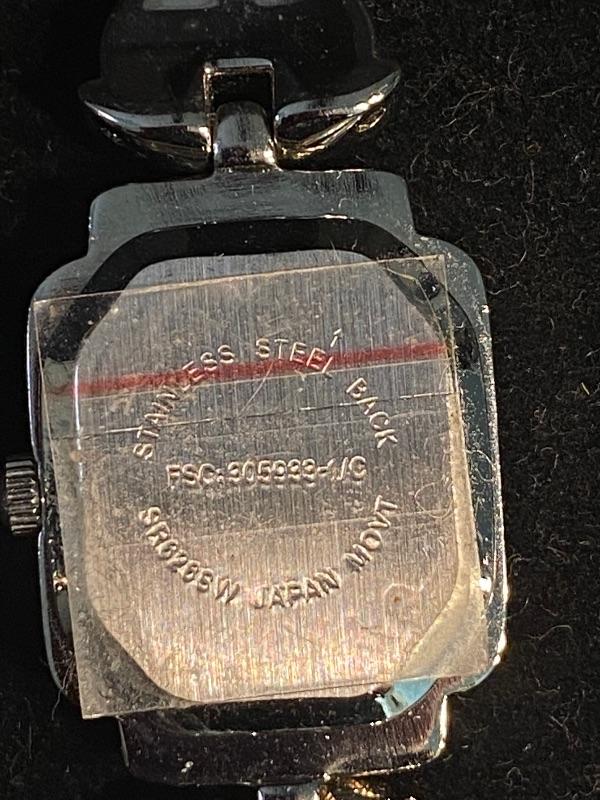 STAINLESS STEEL BACK
FSC:305933-1/C
SR626SW JAPAN MOVT